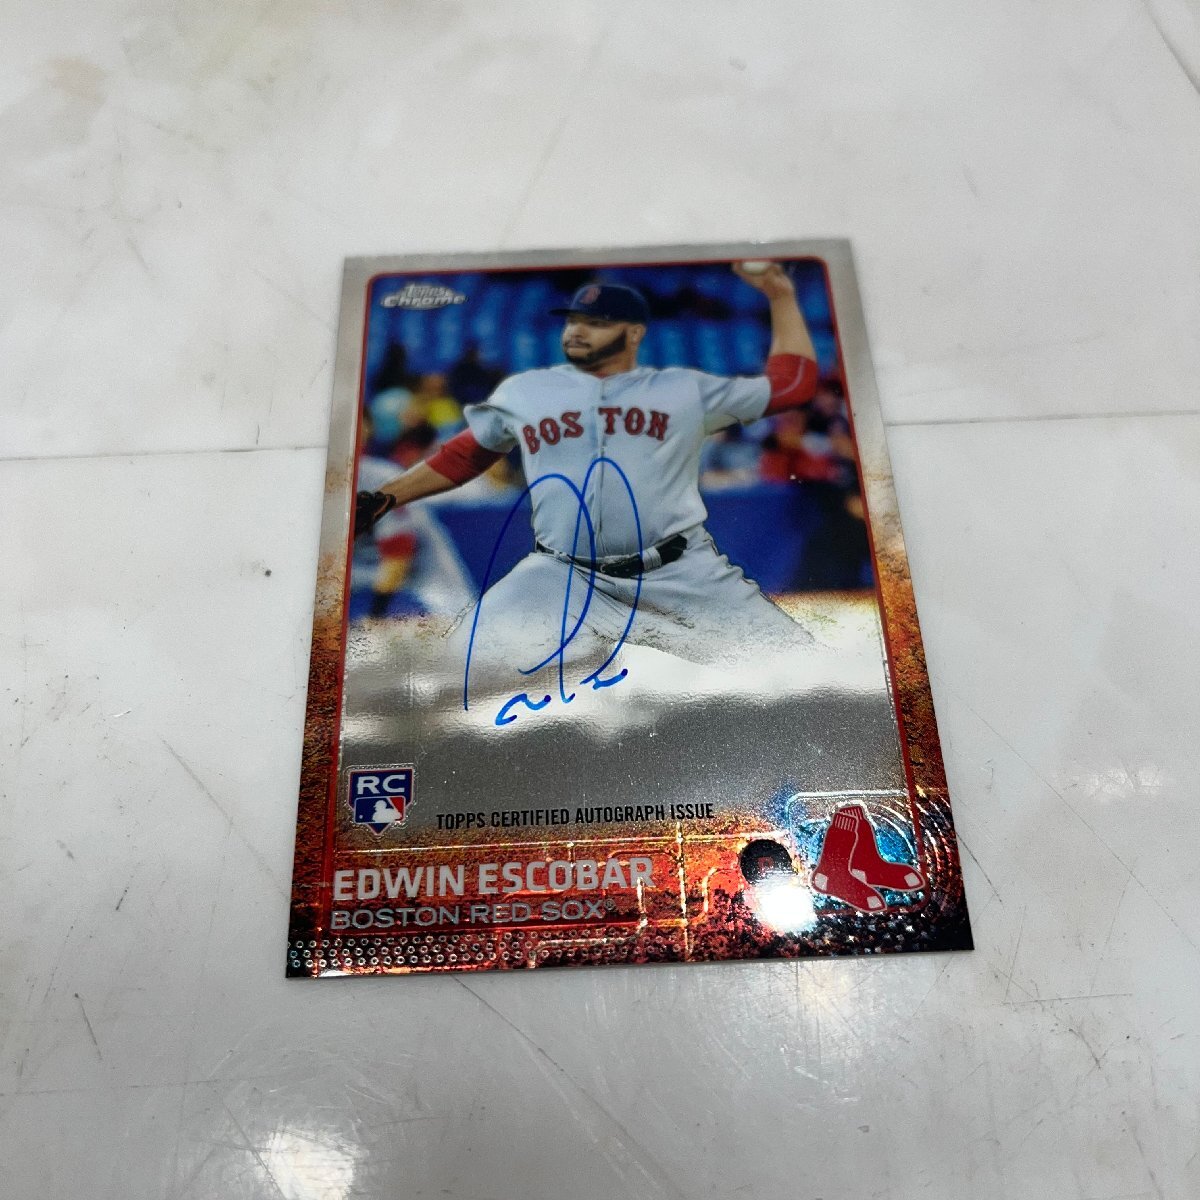 Topps
Chrome
BOSTON
RC
TOPPS CERTIFIED AUTOGRAPH ISSUE
EDWIN ESCOBAR
BOSTON RED SOX®